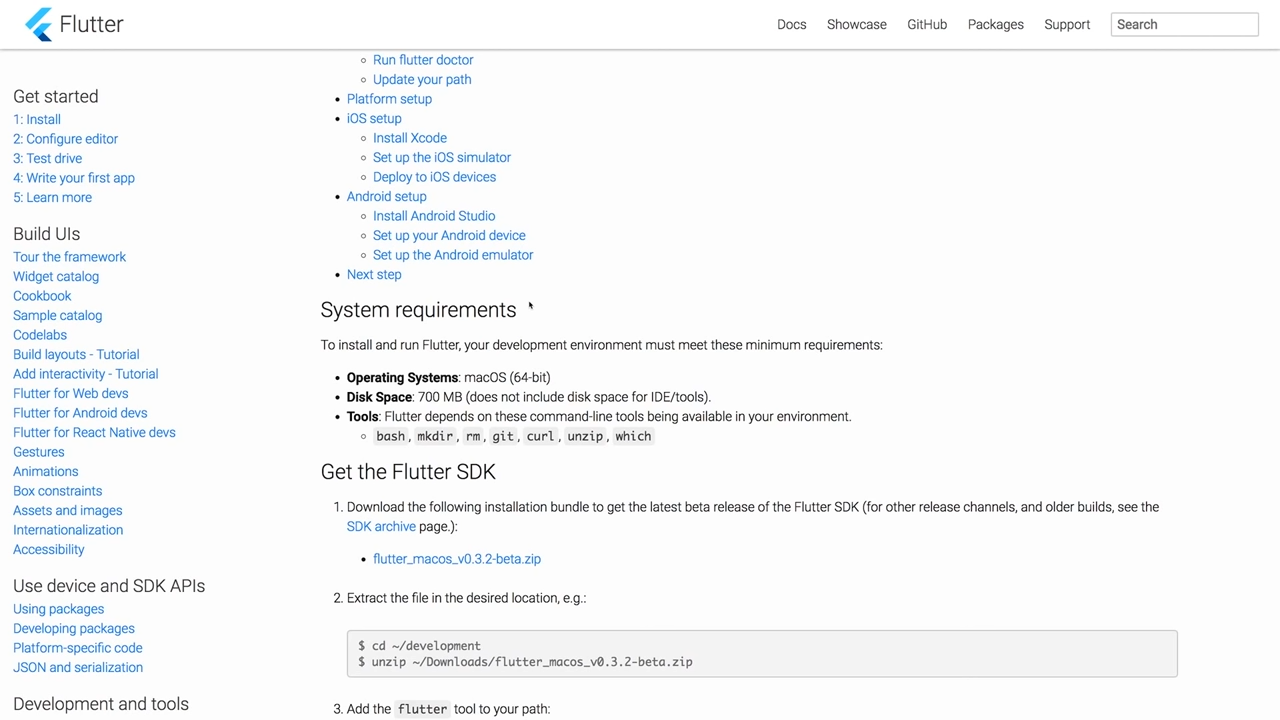 Flutter
Docs Showcase GitHub Packages Support Search
Get started
1: Install
2: Configure editor
3: Test drive
4: Write your first app
5: Learn more
Build UIs
Tour the framework
Widget catalog
Cookbook
Sample catalog
Codelabs
Build layouts - Tutorial
Add interactivity - Tutorial
Flutter for Web devs
Flutter for Android devs
Flutter for React Native devs
Gestures
Animations
Box constraints
Assets and images
Internationalization
Accessibility
Use device and SDK APIs
Using packages
Developing packages
Platform-specific code
JSON and serialization
Development and tools
Run flutter doctor
Update your path
Platform setup
iOS setup
Install Xcode
Set up the iOS simulator
Deploy to iOS devices
Android setup
Install Android Studio
Set up your Android device
Set up the Android emulator
Next step
System requirements
To install and run Flutter, your development environment must meet these minimum requirements:
Operating Systems: macOS (64-bit)
Disk Space: 700 MB (does not include disk space for IDE/tools).
Tools: Flutter depends on these command-line tools being available in your environment.
bash, mkdir, rm, git, curl, unzip, which
Get the Flutter SDK
1. Download the following installation bundle to get the latest beta release of the Flutter SDK (for other release channels, and older builds, see the
SDK archive page.):
flutter_macos_v0.3.2-beta.zip
2. Extract the file in the desired location, e.g.:
$ cd ~/development
$ unzip ~/Downloads/flutter_macos_v0.3.2-beta.zip
3. Add the flutter tool to your path: